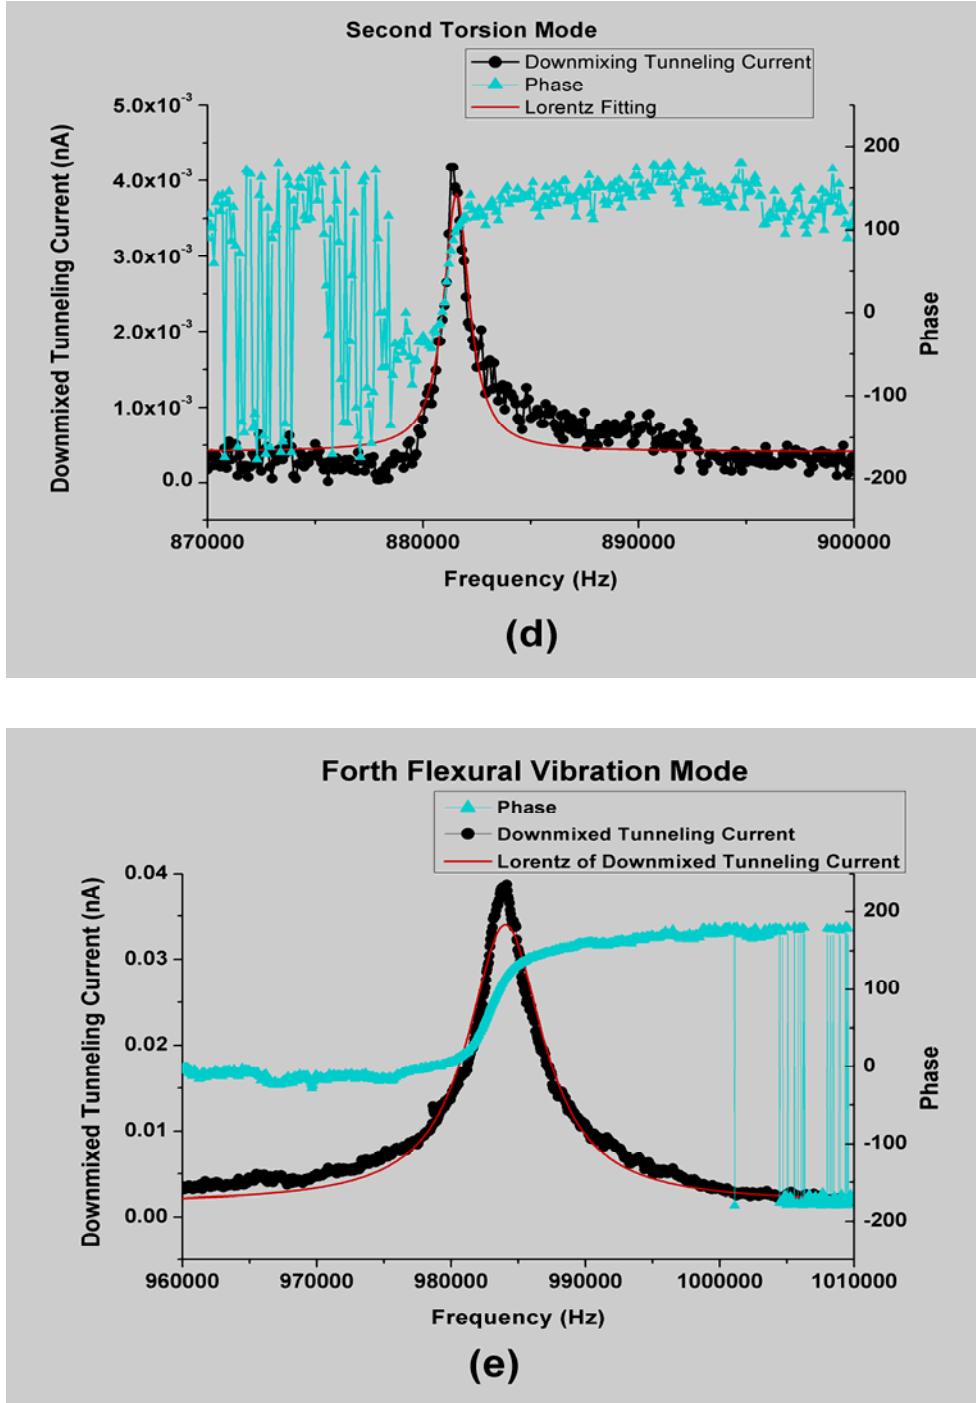 Second Torsion Mode
Downmixing Tunneling Current
Phase
Lorentz Fitting
5.0x10⁻³
4.0x10⁻³
3.0x10⁻³
2.0x10⁻³
1.0x10⁻³
0.0
Downmixed Tunneling Current (nA)
200
100
0
-100
-200
Phase
870000
880000
890000
900000
Frequency (Hz)
(d)
Forth Flexural Vibration Mode
Phase
Downmixed Tunneling Current
Lorentz of Downmixed Tunneling Current
0.04
0.03
0.02
0.01
0.00
Downmixed Tunneling Current (nA)
200
100
0
-100
-200
Phase
960000
970000
980000
990000
1000000
1010000
Frequency (Hz)
(e)